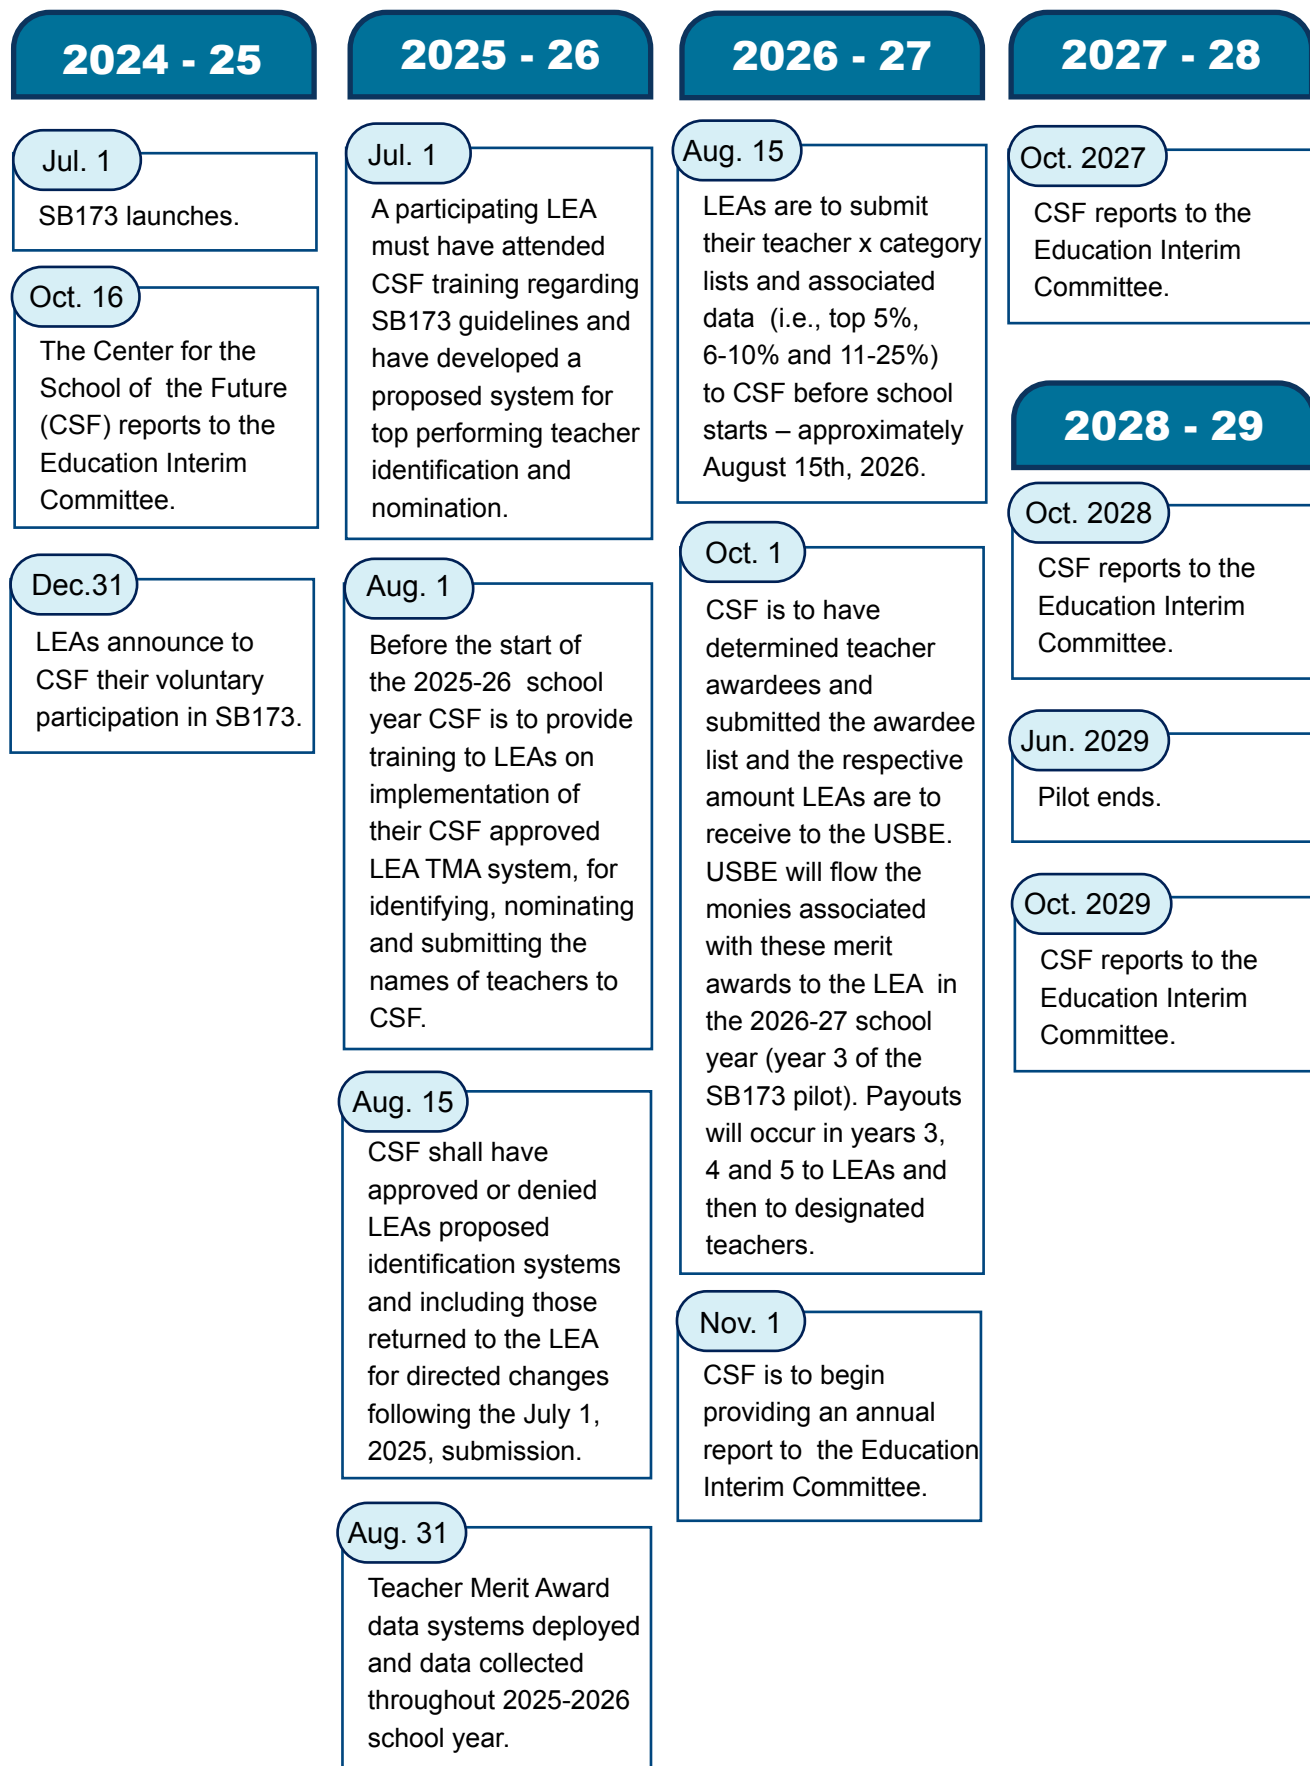 2024 - 25
Jul. 1
SB173 launches.
Oct. 16
The Center for the
School of the Future
(CSF) reports to the
Education Interim
Committee.
Dec.31
LEAs announce to
CSF their voluntary
participation in SB173.
2025 - 26
Jul. 1
A participating LEA
must have attended
CSF training regarding
SB173 guidelines and
have developed a
proposed system for
top performing teacher
identification and
nomination.
Aug. 1
Before the start of
the 2025-26 school
year CSF is to provide
training to LEAs on
implementation of
their CSF approved
LEA TMA system, for
identifying, nominating
and submitting the
names of teachers to
CSF.
Aug. 15
CSF shall have
approved or denied
LEAs proposed
identification systems
and including those
returned to the LEA
for directed changes
following the July 1,
2025, submission.
Aug. 31
Teacher Merit Award
data systems deployed
and data collected
throughout 2025-2026
school year.
2026 - 27
Aug. 15
LEAs are to submit
their teacher x category
lists and associated
data (i.e., top 5%,
6-10% and 11-25%)
to CSF before school
starts – approximately
August 15th, 2026.
Oct. 1
CSF is to have
determined teacher
awardees and
submitted the awardee
list and the respective
amount LEAs are to
receive to the USBE.
USBE will flow the
monies associated
with these merit
awards to the LEA in
the 2026-27 school
year (year 3 of the
SB173 pilot). Payouts
will occur in years 3,
4 and 5 to LEAs and
then to designated
teachers.
Nov. 1
CSF is to begin
providing an annual
report to the Education
Interim Committee.
2027 - 28
Oct. 2027
CSF reports to the
Education Interim
Committee.
2028 - 29
Oct. 2028
CSF reports to the
Education Interim
Committee.
Jun. 2029
Pilot ends.
Oct. 2029
CSF reports to the
Education Interim
Committee.